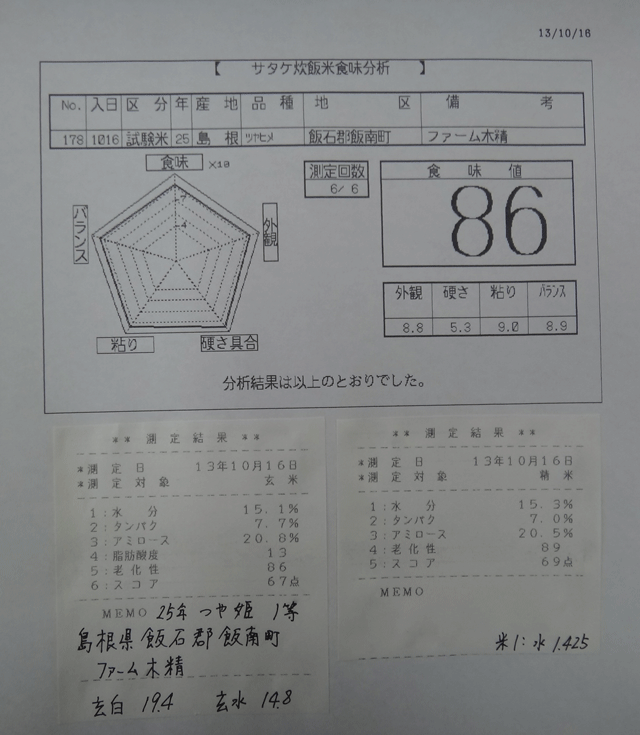 13/10/16
【 サタケ炊飯米食味分析 】
No. 入日 区分 年 産地 品種 地区 備考
178 1016 試験米 25 島根 ツヤヒメ 飯石郡飯南町 ファーム木精
食味 ×10
7
4
バランス
外観
粘り
硬さ具合
測定回数
6/ 6
食味値
86
外観 硬さ 粘り バランス
8.8 5.3 9.0 8.9
分析結果は以上のとおりでした。
** 測定結果 **
*測定日 13年10月16日
*測定対象 玄米
1:水分 15.1%
2:タンパク 7.7%
3:アミロース 20.8%
4:脂肪酸度 13
5:老化性 86
6:スコア 67点
MEMO 25年 つや姫 1等
島根県飯石郡飯南町
ファーム木精
玄白 19.4 玄水 14.8
** 測定結果 **
*測定日 13年10月16日
*測定対象 精米
1:水分 15.3%
2:タンパク 7.0%
3:アミロース 20.5%
4:老化性 89
5:スコア 69点
MEMO
米1:水1.425